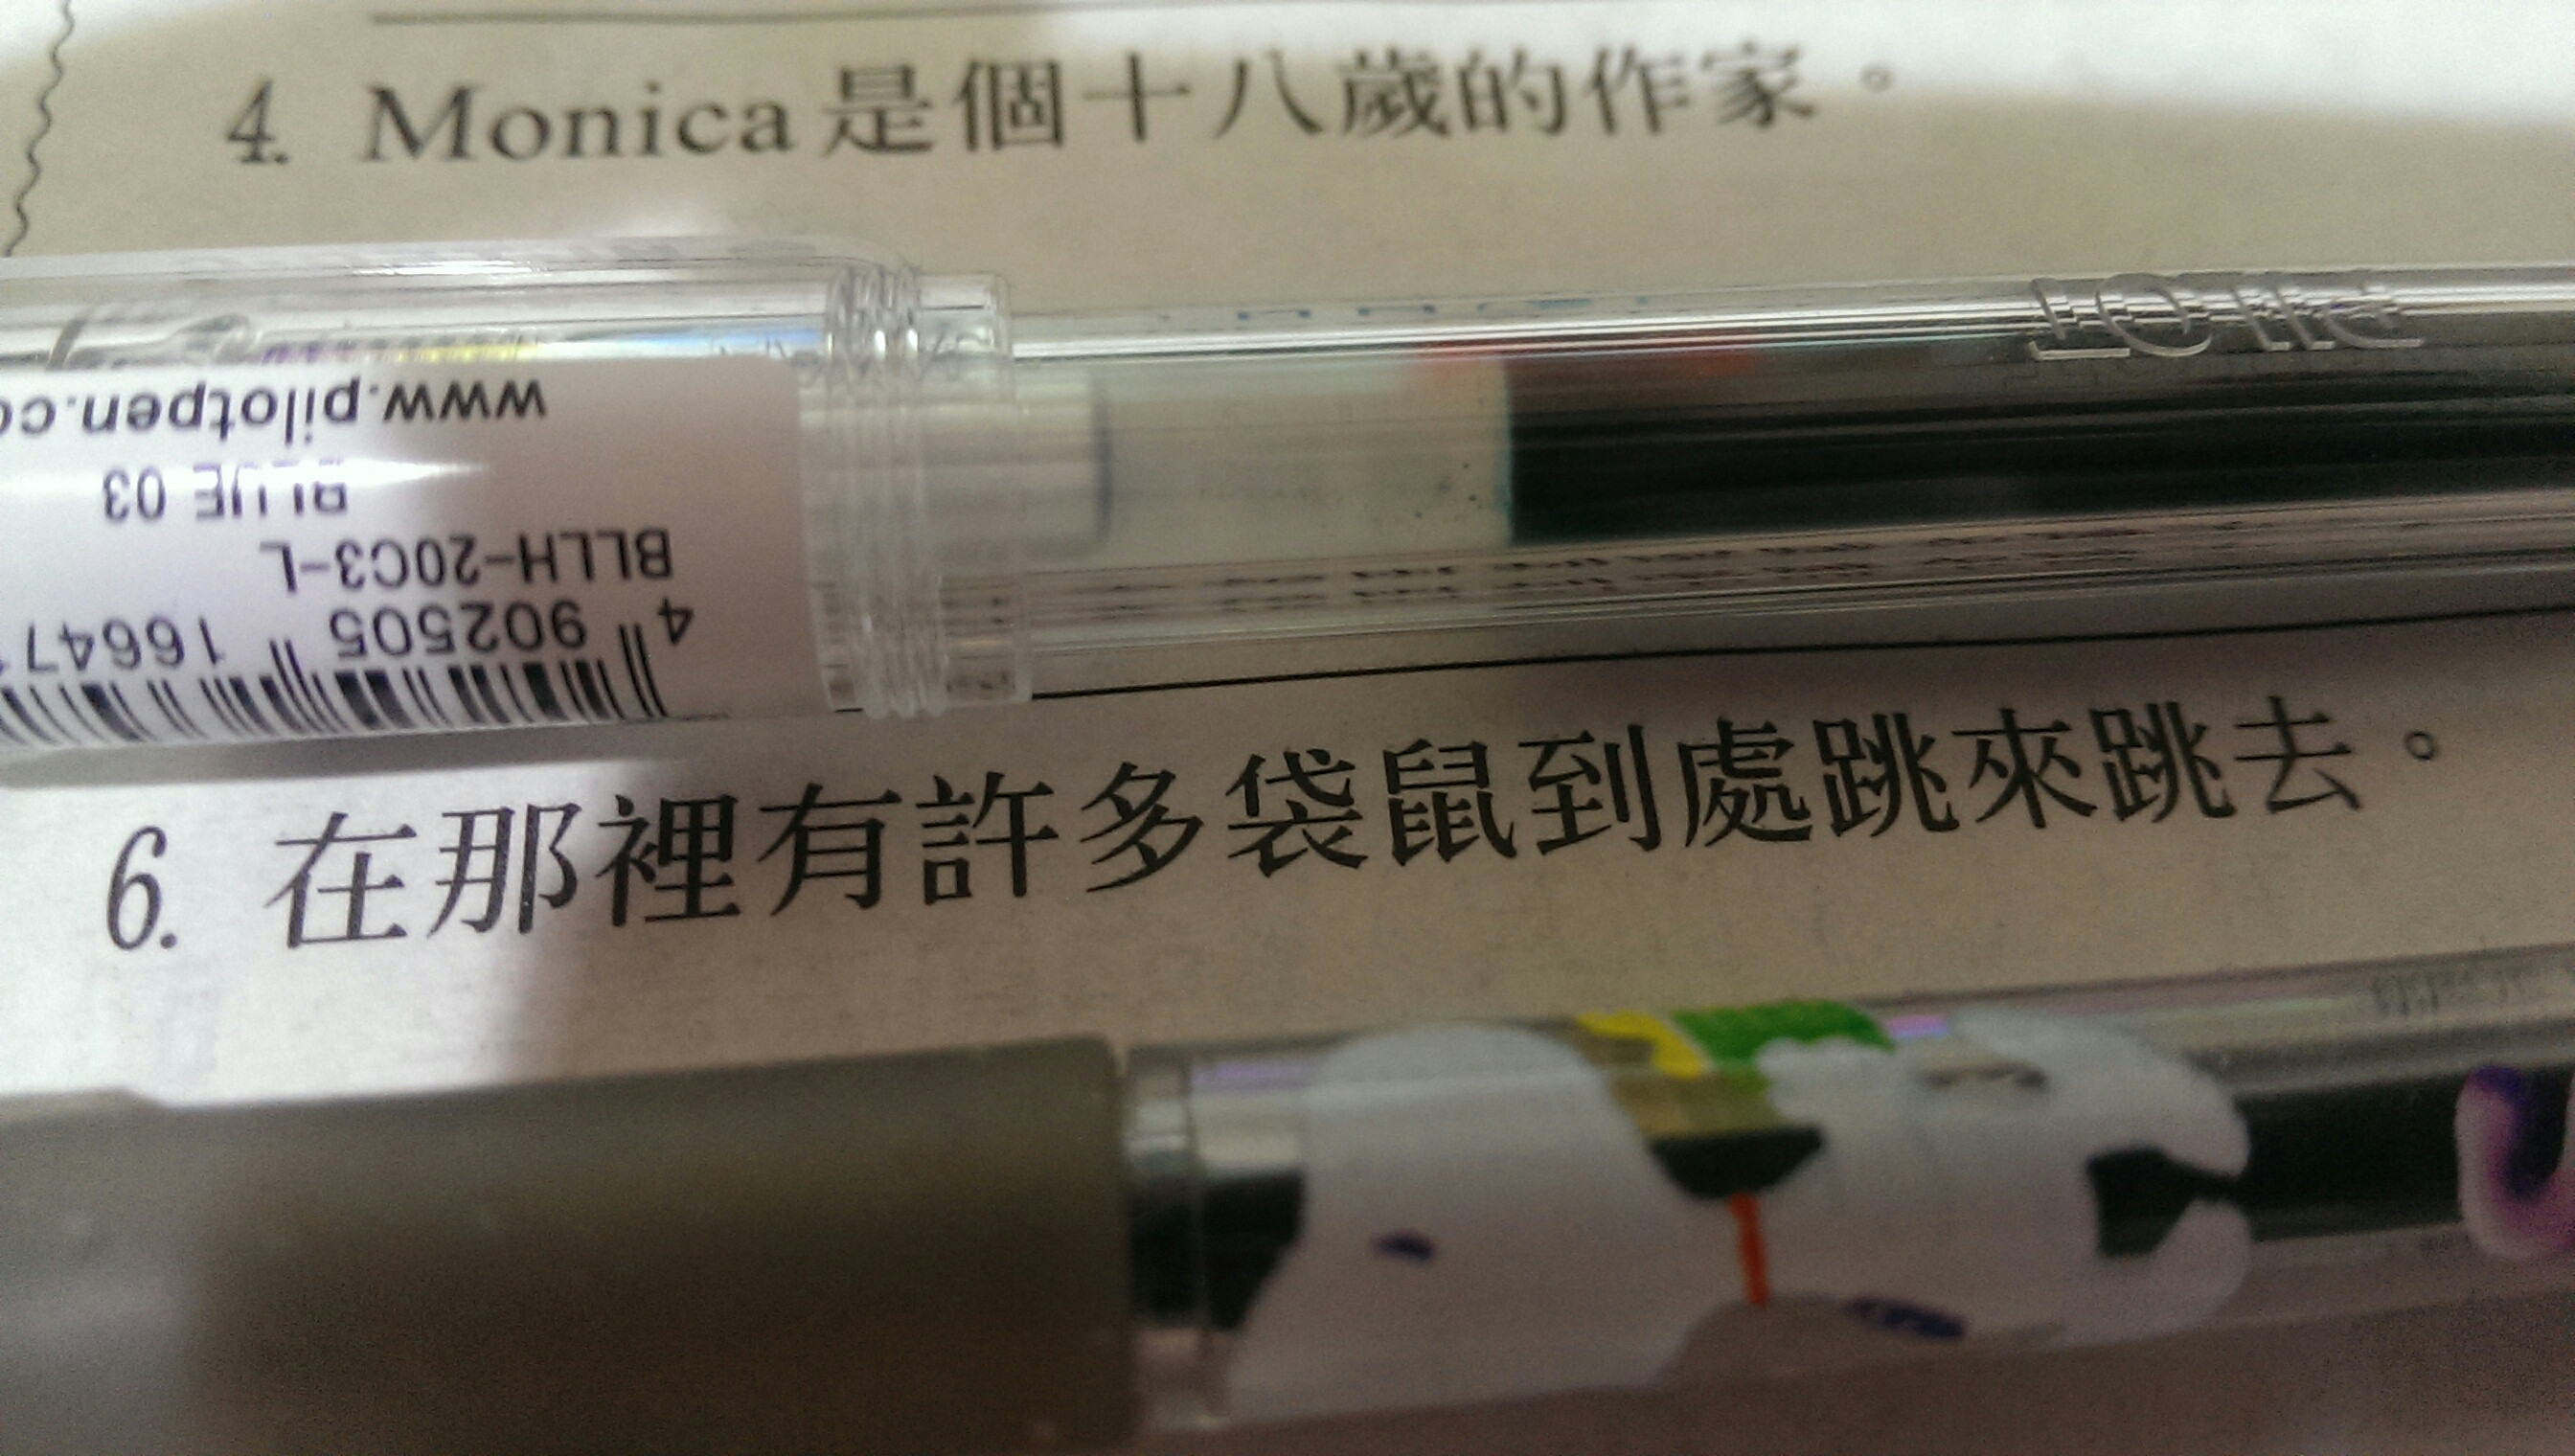 4. Monica是個十八歲的作家。
www.pilotpen.co
BLUE 03
BLLH-20C3-L
4 902505 16647
6. 在那裡有許多袋鼠到處跳來跳去。